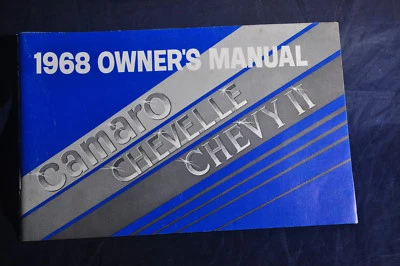 1968 OWNER'S MANUAL
camaro
CHEVELLE
CHEVY II